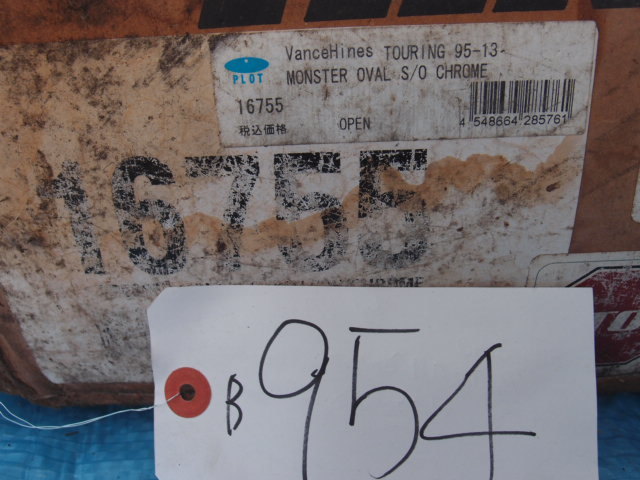 VanceHines TOURING 95-13-
MONSTER OVAL S/O CHROME
PLOT
16755
税込価格 OPEN
4 548664 285761
16755
B 954